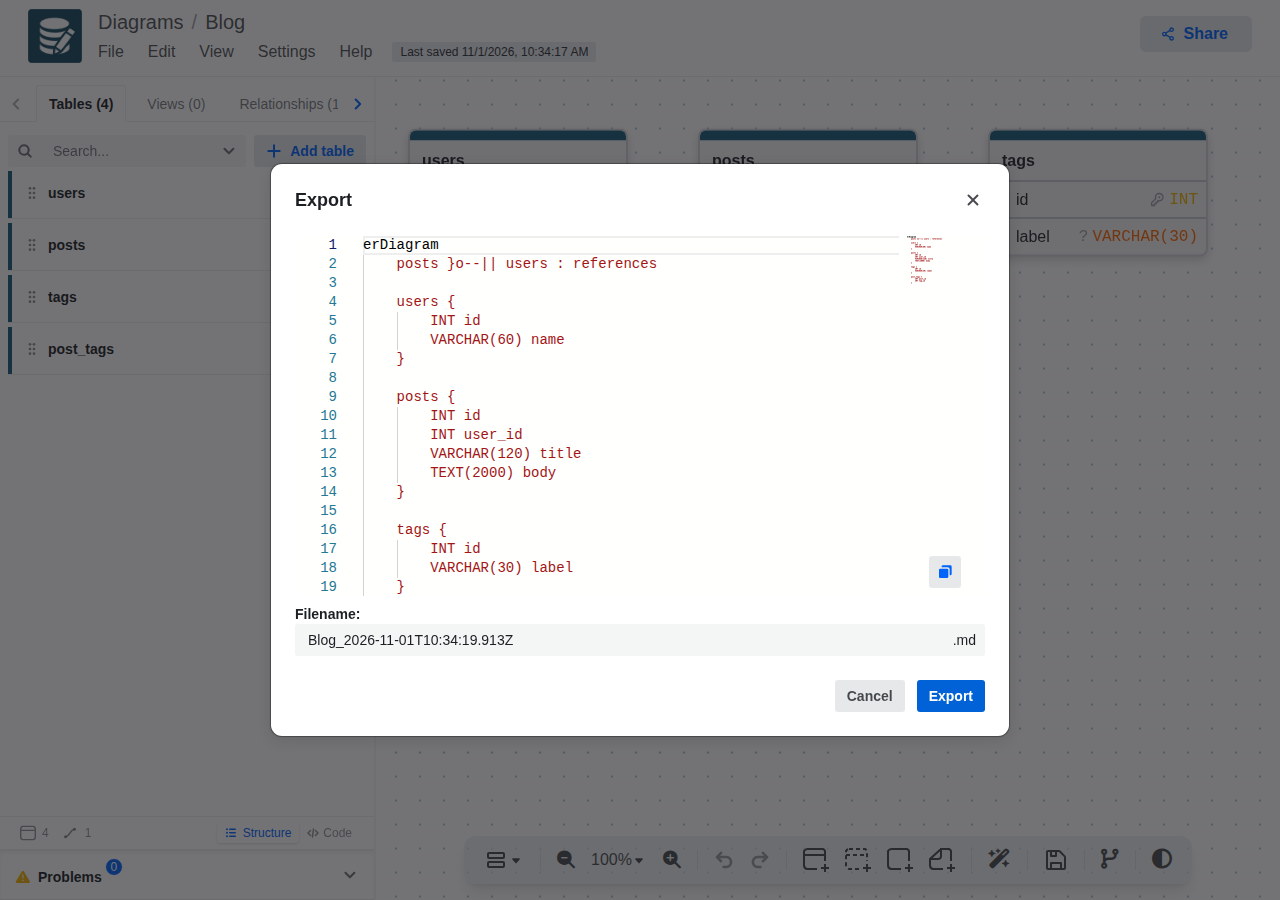 Diagrams / Blog
File Edit View Settings Help Last saved 11/1/2026, 10:34:17 AM
Share
Tables (4) Views (0) Relationships (1
Search...
Add table
users
posts
tags
post_tags
users
posts
tags
id INT
label ? VARCHAR(30)
Export
1 erDiagram
2 posts }o--|| users : references
3
4 users {
5 INT id
6 VARCHAR(60) name
7 }
8
9 posts {
10 INT id
11 INT user_id
12 VARCHAR(120) title
13 TEXT(2000) body
14 }
15
16 tags {
17 INT id
18 VARCHAR(30) label
19 }
Filename:
Blog_2026-11-01T10:34:19.913Z .md
Cancel Export
4 1 Structure Code
Problems 0
100%